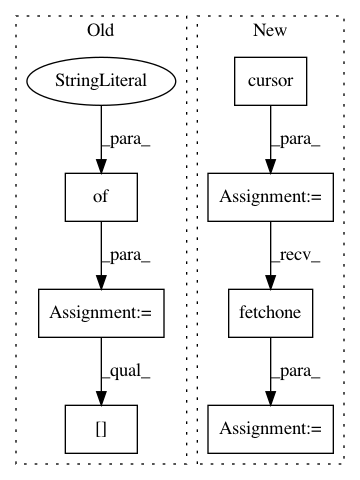 Old
New
StringLiteral
cursor
_para_
_para_
of
Assignment:=
_para_
_recv_
Assignment:=
fetchone
_qual_
_para_
[]
Assignment:=